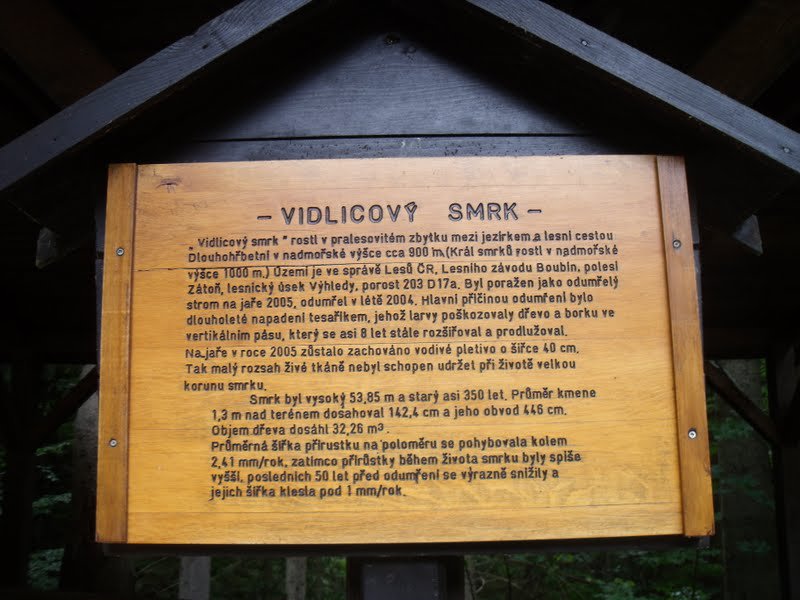 - VIDLICOVÝ SMRK -
„Vidlicový smrk" rostl v pralesovitém zbytku mezi jezírkem a lesní cestou
Dlouhohřbetní v nadmořské výšce cca 900 m. (Král smrků rostl v nadmořské
výšce 1000 m.) Území je ve správě Lesů ČR, Lesního závodu Boubín, polesí
Zátoň, lesnický úsek Výhledy, porost 203 D17a. Byl poražen jako odumřelý
strom na jaře 2005, odumřel v létě 2004. Hlavní příčinou odumření bylo
dlouholeté napadení tesaříkem, jehož larvy poškozovaly dřevo a borku ve
vertikálním pásu, který se asi 8 let stále rozšiřoval a prodlužoval.
Na jaře v roce 2005 zůstalo zachováno vodivé pletivo o šířce 40 cm.
Tak malý rozsah živé tkáně nebyl schopen udržet při životě velkou
korunu smrku.
Smrk byl vysoký 53,85 m a starý asi 350 let. Průměr kmene
1,3 m nad terénem dosahoval 142,4 cm a jeho obvod 446 cm.
Objem dřeva dosáhl 32,26 m³.
Průměrná šířka přírustku na poloměru se pohybovala kolem
2,41 mm/rok, zatímco přírůstky během života smrku byly spíše
vyšší, posledních 50 let před odumření se výrazně snížily a
jejich šířka klesla pod 1 mm/rok.